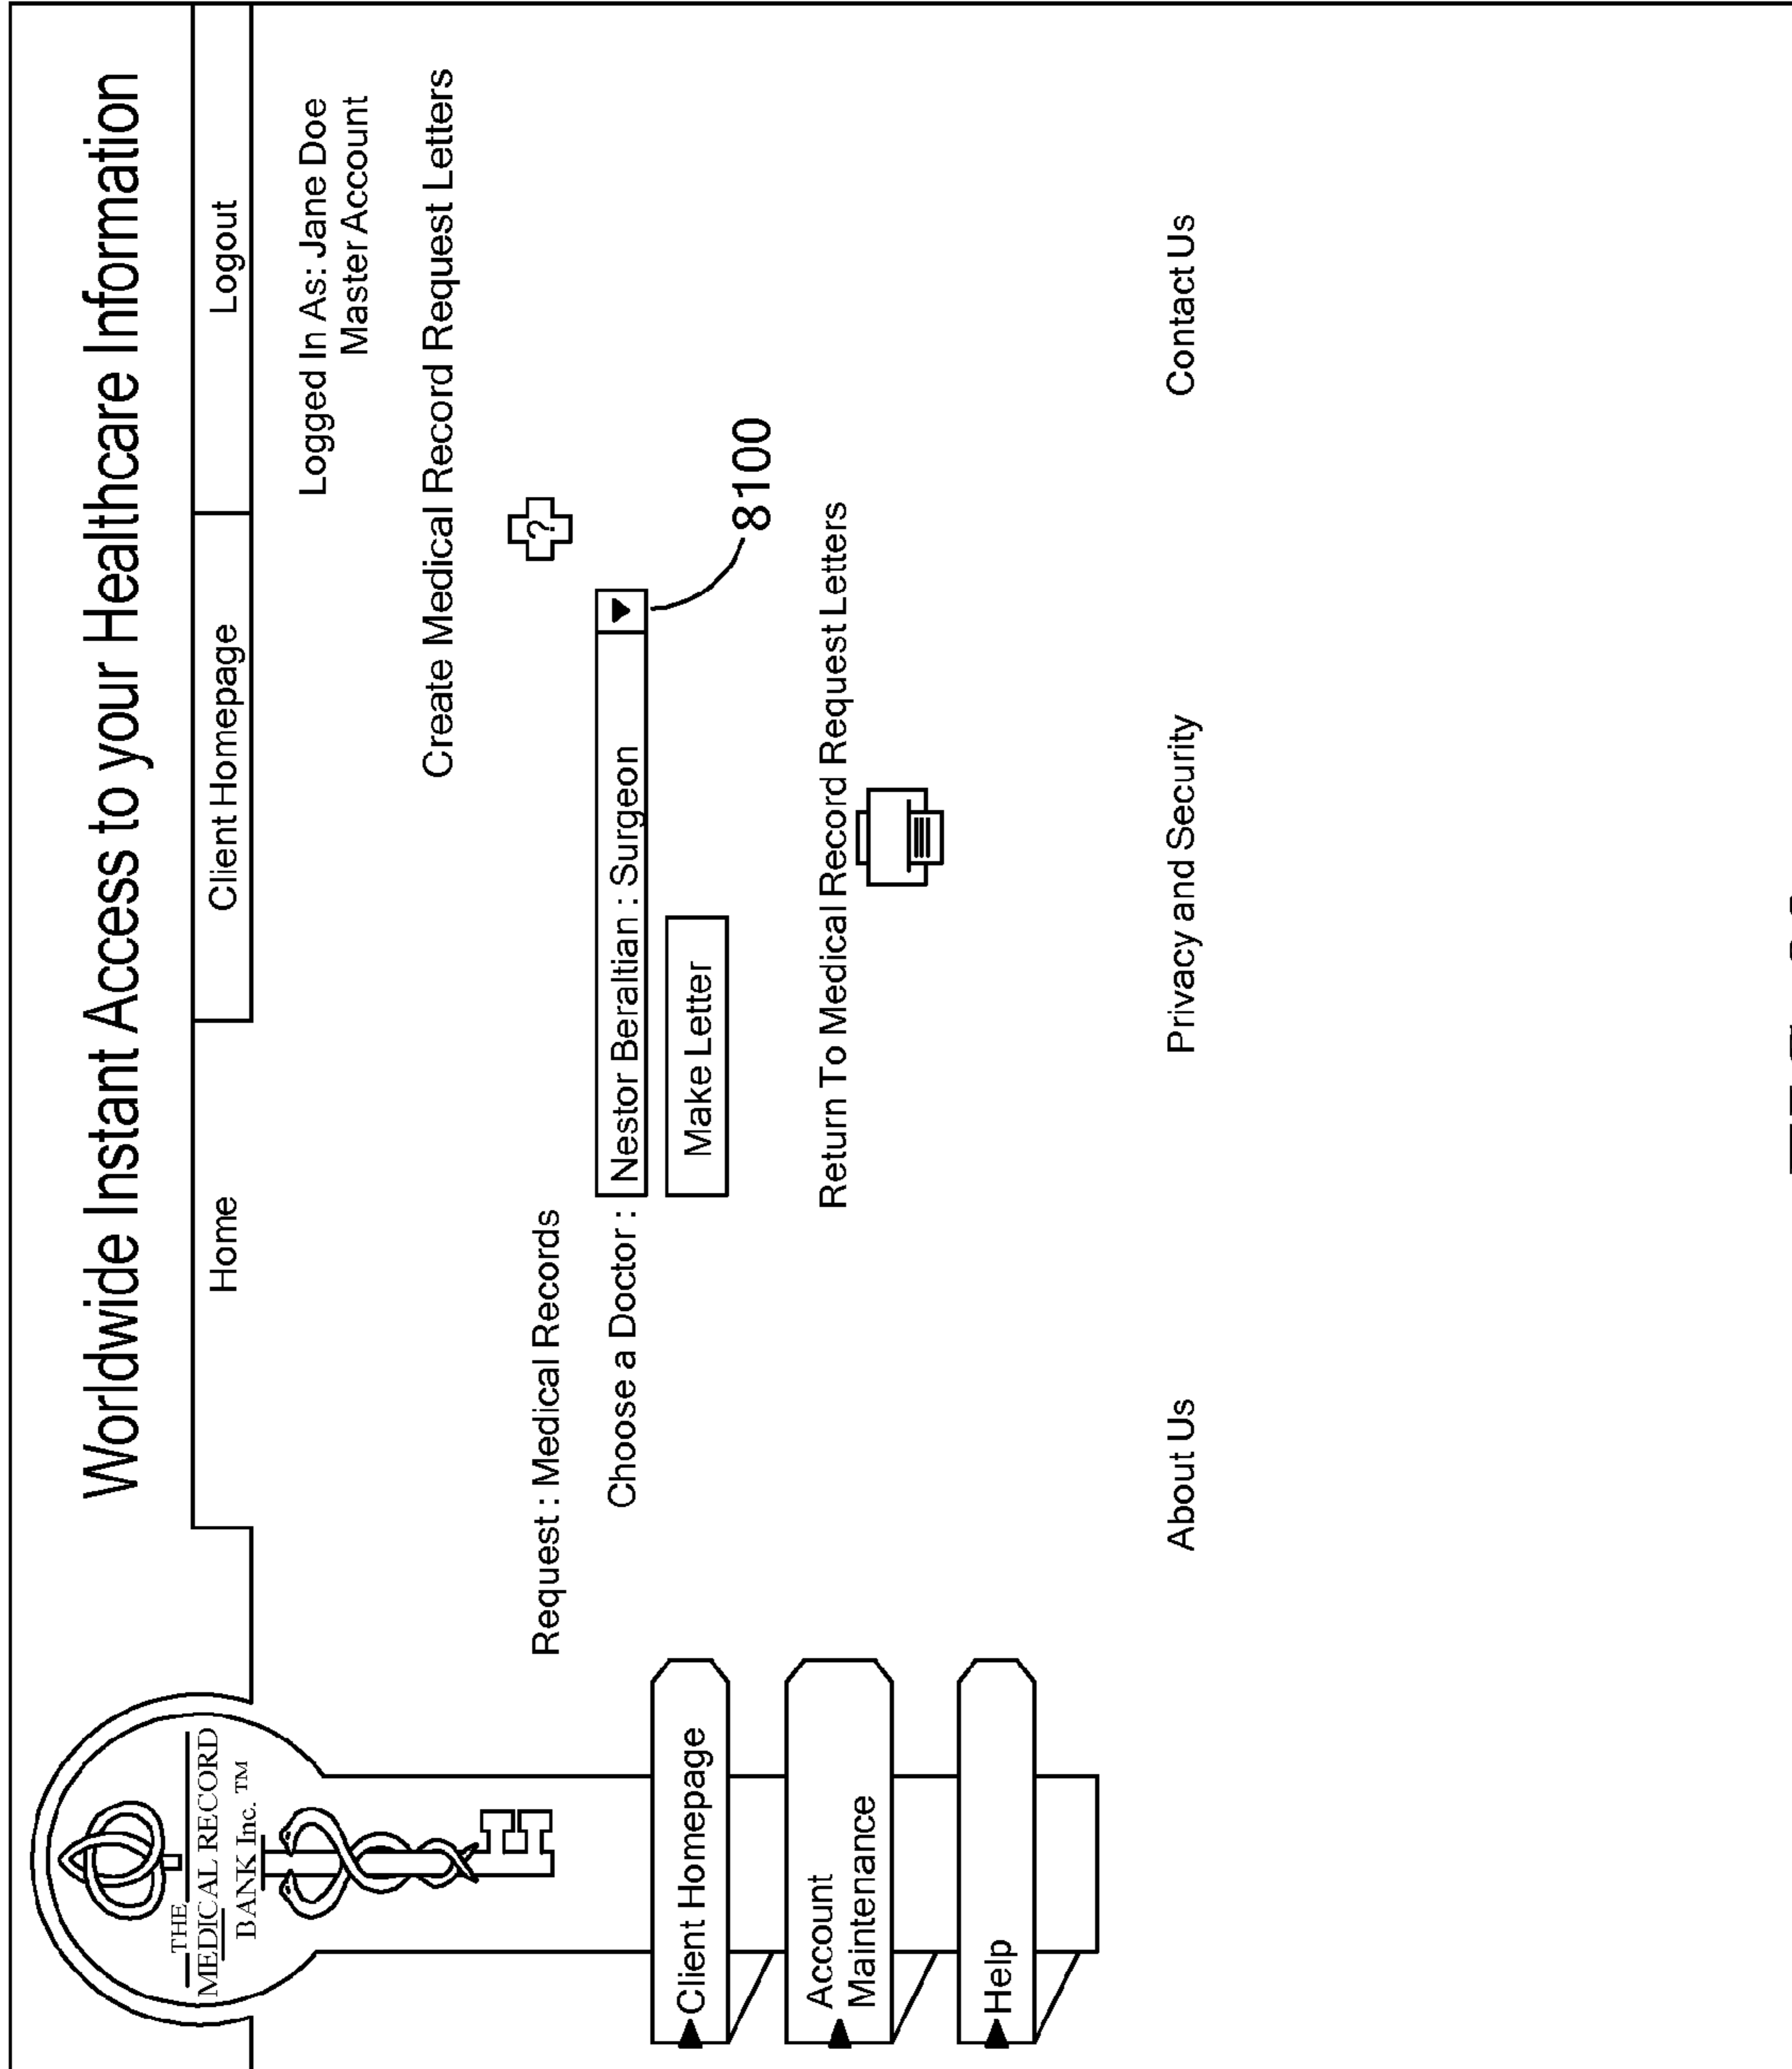 Worldwide Instant Access to your Healthcare Information
THE
MEDICAL RECORD
BANK Inc.™
Home
Client Homepage
Logout
Logged In As: Jane Doe
Master Account
Create Medical Record Request Letters
Request : Medical Records
?
Choose a Doctor : Nestor Beraltian : Surgeon
Make Letter
8100
Return To Medical Record Request Letters
Client Homepage
Account
Maintenance
Help
About Us
Privacy and Security
Contact Us